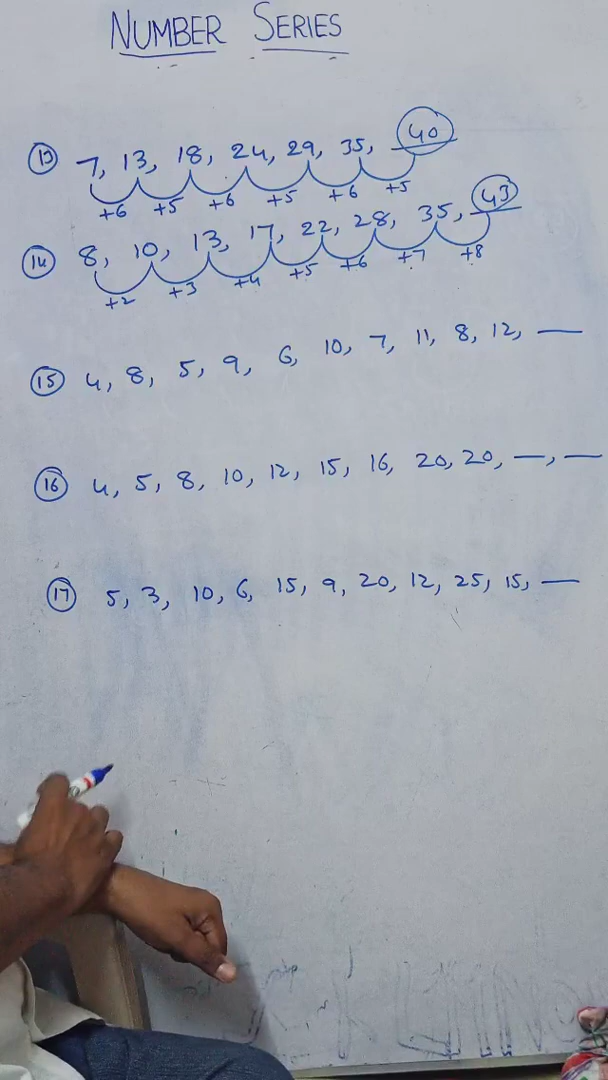 NUMBER SERIES
13 7, 13, 18, 24, 29, 35, 40
+6 +5 +6 +5 +6 +5
14 8, 10, 13, 17, 22, 28, 35, 43
+2 +3 +4 +5 +6 +7 +8
15 4, 8, 5, 9, 6, 10, 7, 11, 8, 12, —
16 4, 5, 8, 10, 12, 15, 16, 20, 20, —, —
17 5, 3, 10, 6, 15, 9, 20, 12, 25, 15, —